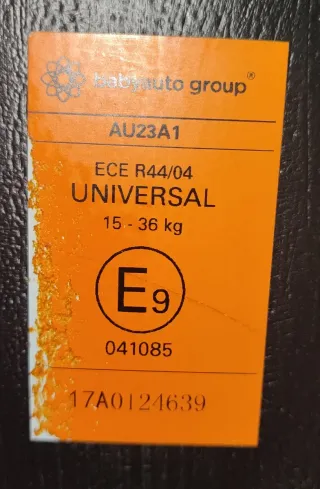 babyauto group®
AU23A1
ECE R44/04
UNIVERSAL
15 - 36 kg
E9
041085
17A0124639